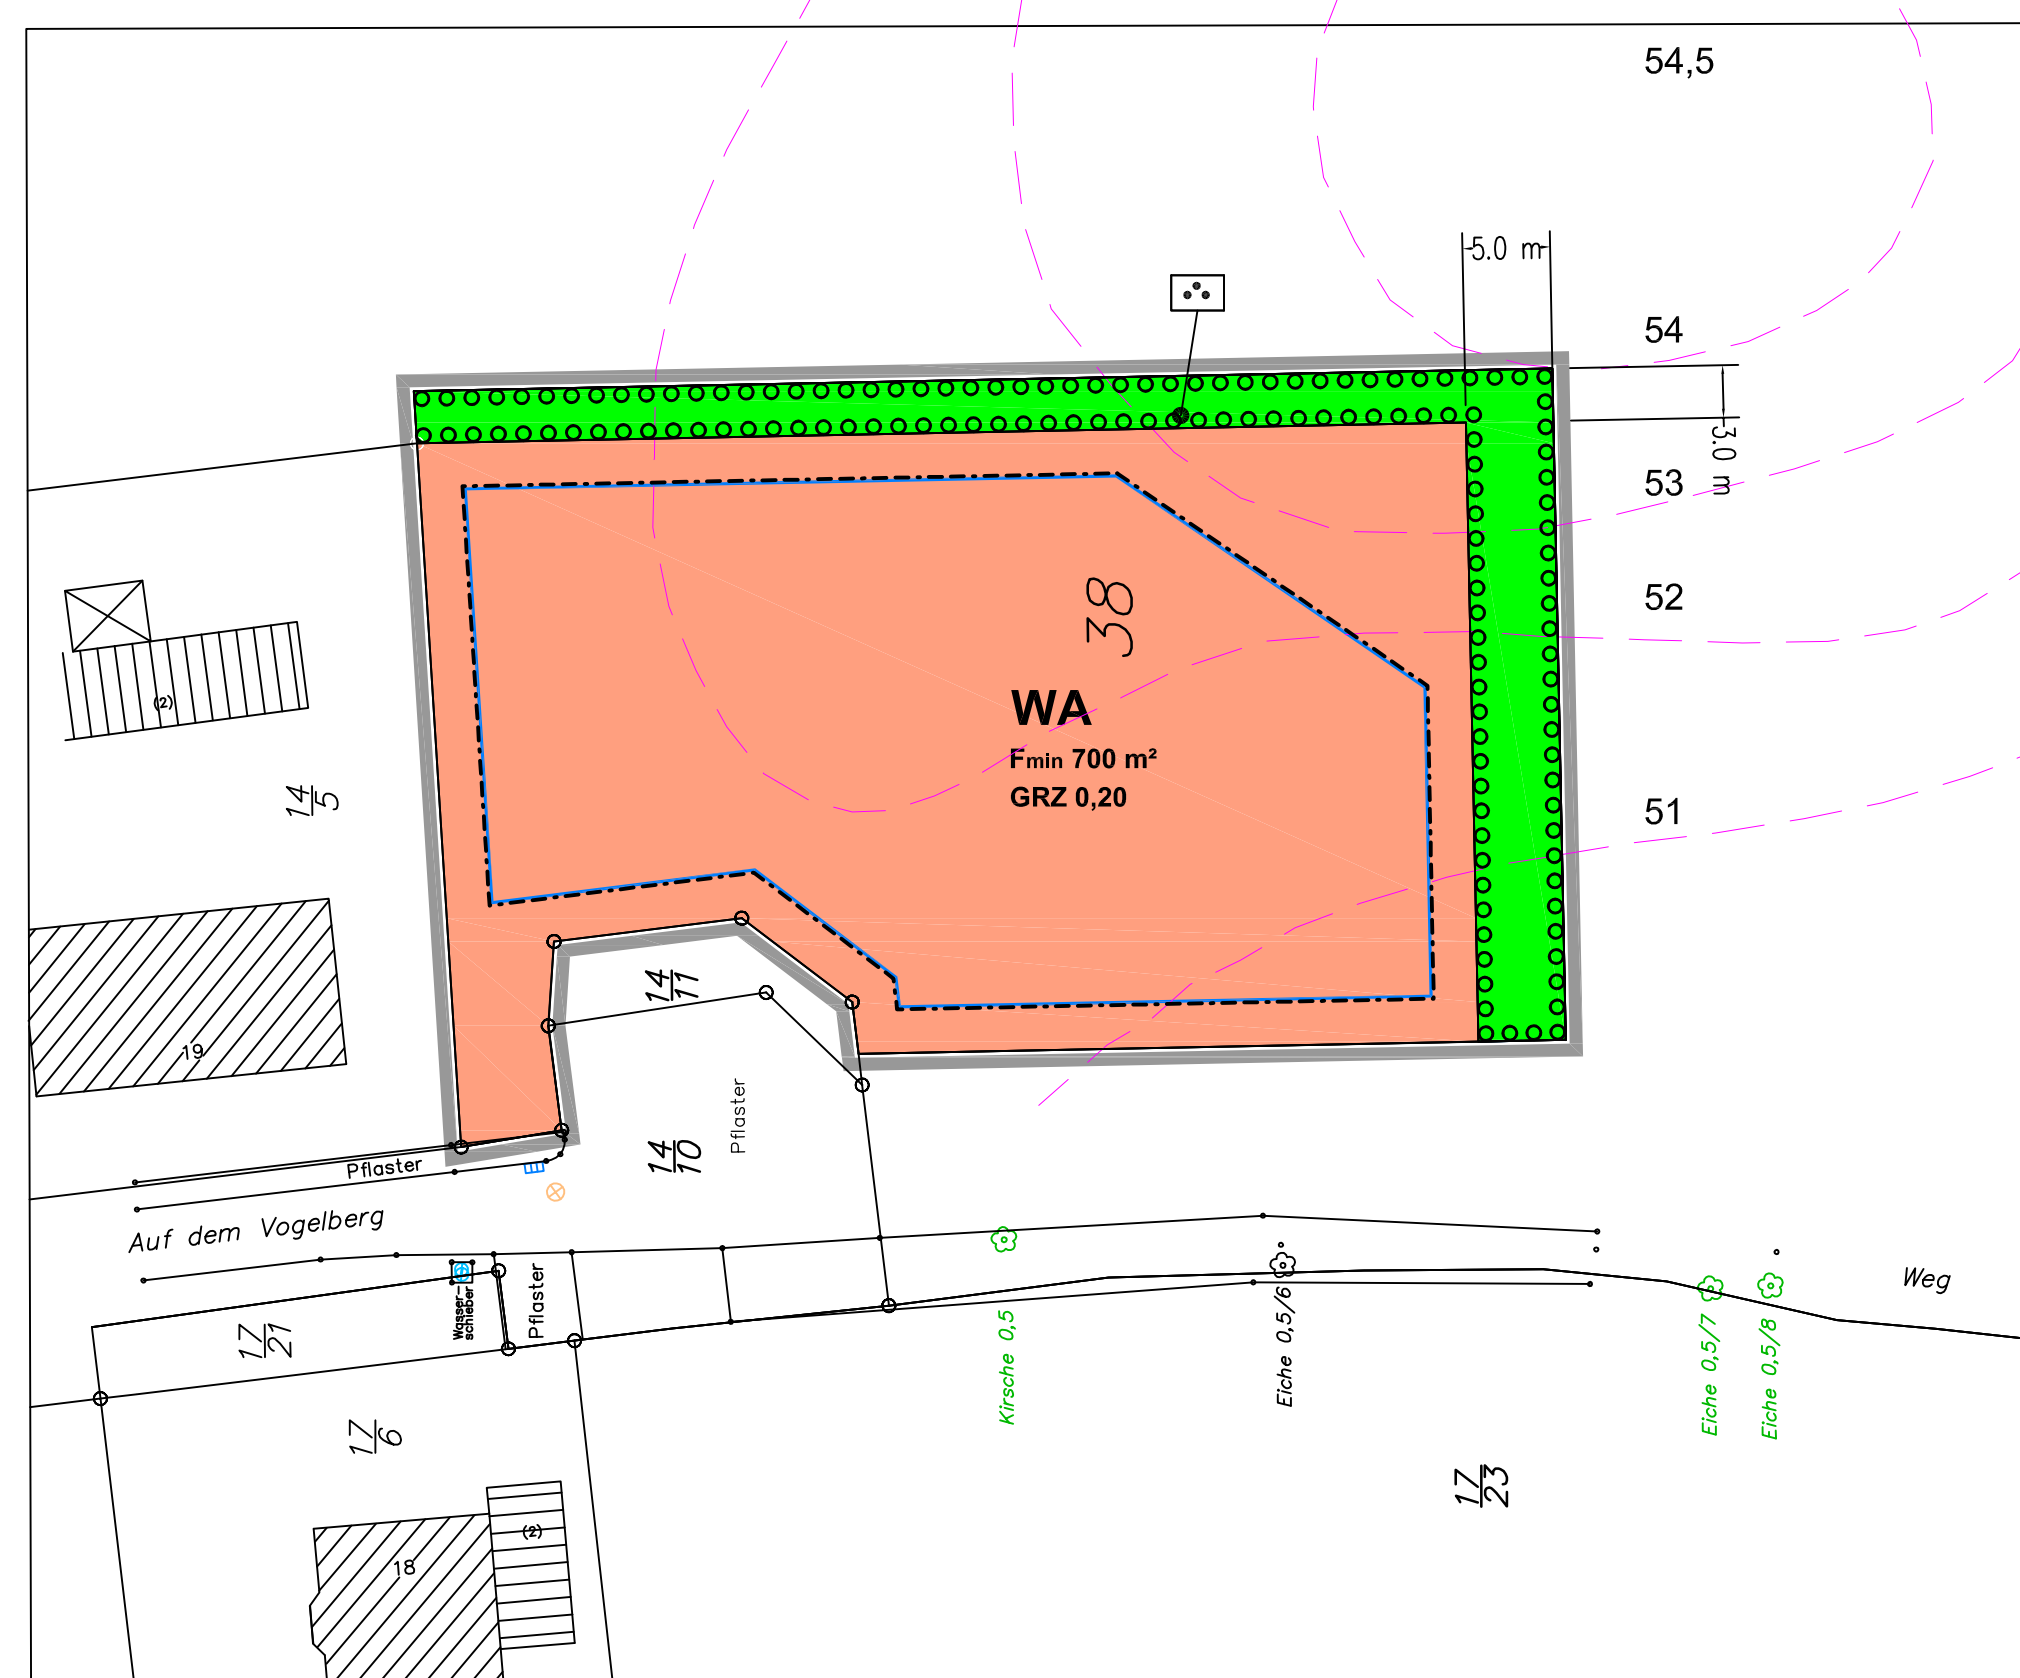 54,5
5.0 m
54
3.0 m
53
52
38
WA
Fmin 700 m²
GRZ 0,20
51
(2)
14
5
19
14
11
14
10
Pflaster
Pflaster
Auf dem Vogelberg
Wasser-
schieber
Pflaster
17
21
17
6
(2)
18
Kirsche 0,5
Eiche 0,5/6
Eiche 0,5/7
Eiche 0,5/8
Weg
17
23